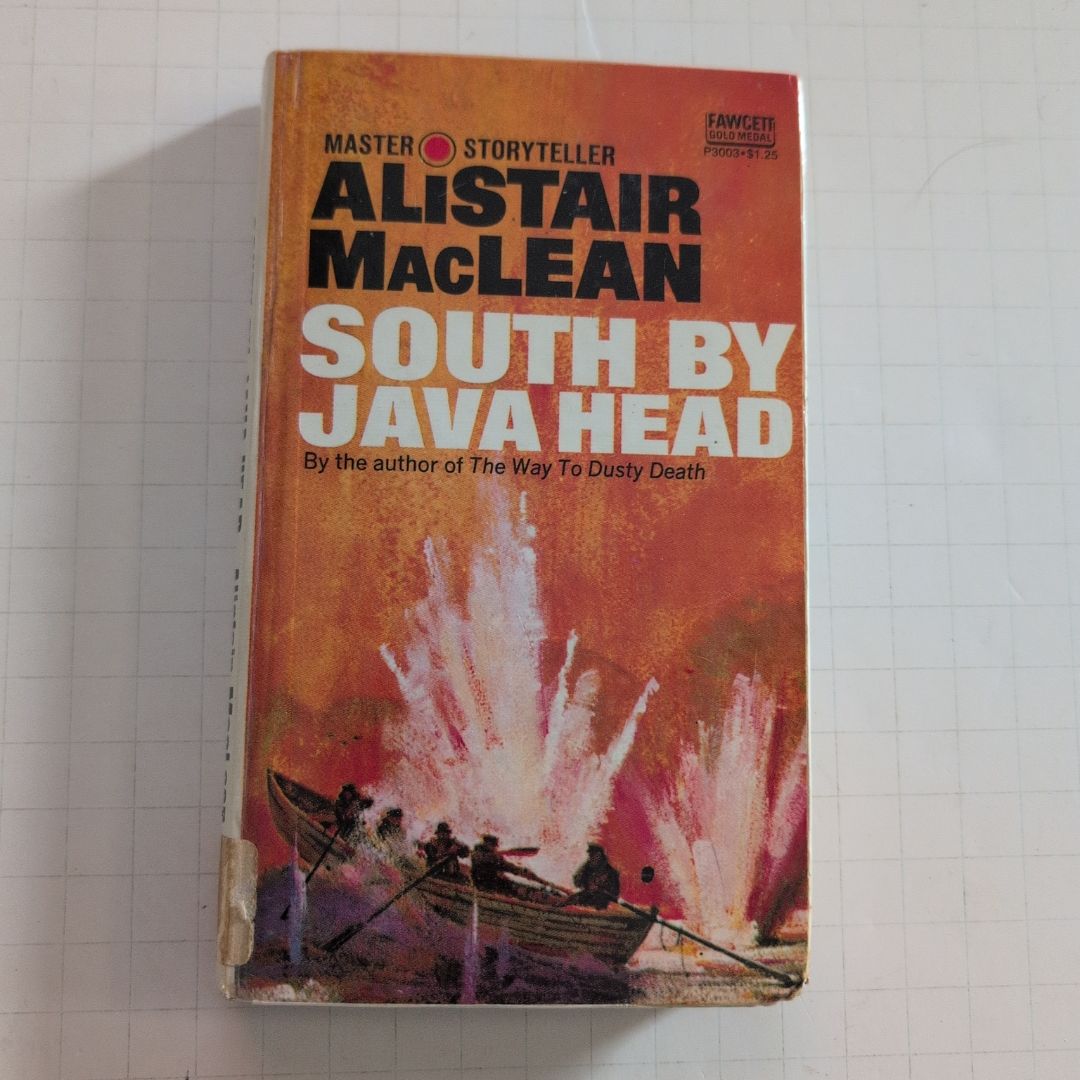 MASTER STORYTELLER
FAWCETT
GOLD MEDAL
P3003•$1.25
ALiSTAIR
MACLEAN
SOUTH BY
JAVA HEAD
By the author of The Way To Dusty Death